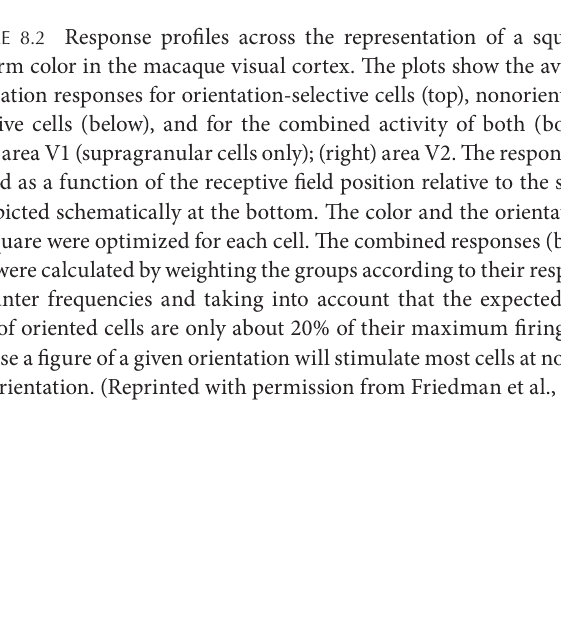 E 8.2 Response profiles across the representation of a squ
rm color in the macaque visual cortex. The plots show the av
ation responses for orientation-selective cells (top), nonorien
ive cells (below), and for the combined activity of both (bo
area V1 (supragranular cells only); (right) area V2. The respon
d as a function of the receptive field position relative to the s
picted schematically at the bottom. The color and the orienta
quare were optimized for each cell. The combined responses (b
were calculated by weighting the groups according to their resp
unter frequencies and taking into account that the expected
of oriented cells are only about 20% of their maximum firing
se a figure of a given orientation will stimulate most cells at no
rientation. (Reprinted with permission from Friedman et al.,